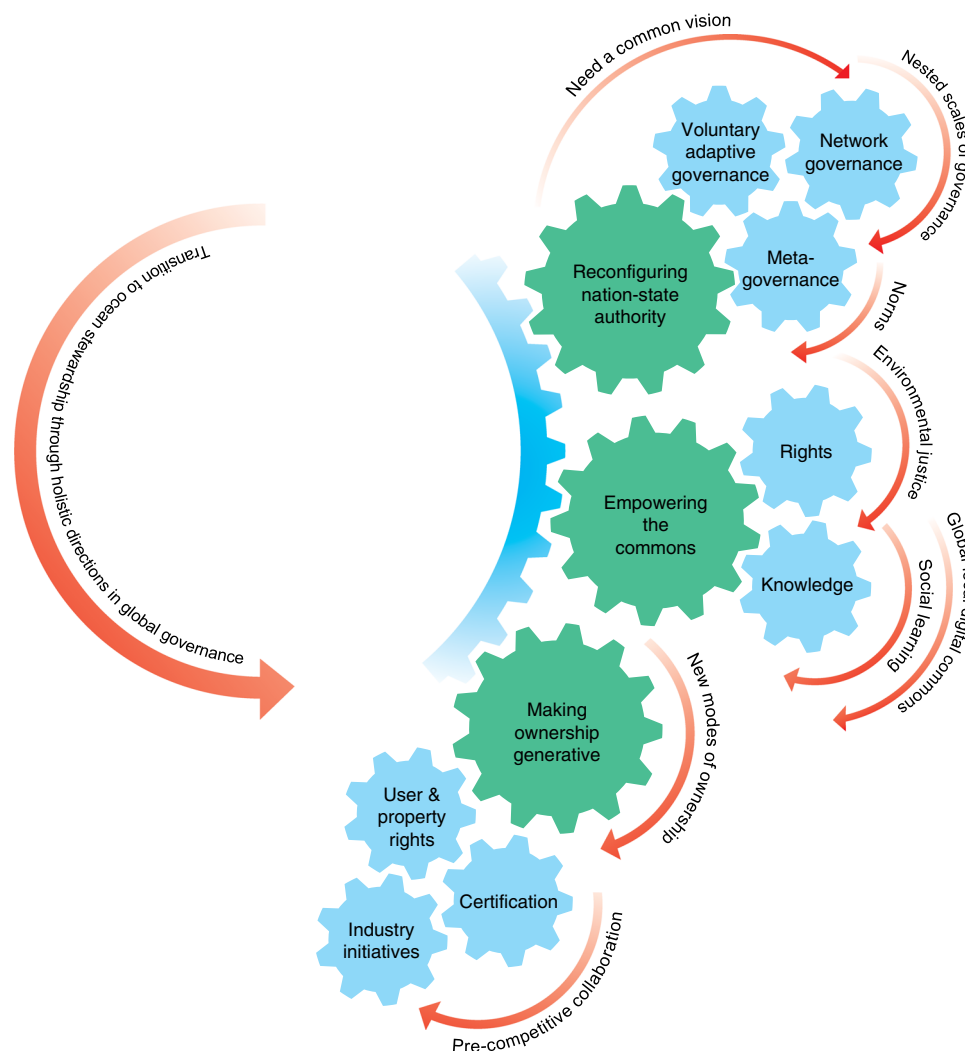 Need a common vision
Nested scales of governance
Voluntary
adaptive
governance
Network
governance
Meta-
governance
Norms
Reconfiguring
nation-state
authority
Transition to ocean stewardship through holistic directions in global governance
Environmental justice
Rights
Empowering
the
commons
Knowledge
Social learning
digital commons
New modes of ownership
Making
ownership
generative
User &
property
rights
Certification
Industry
initiatives
Pre-competitive collaboration